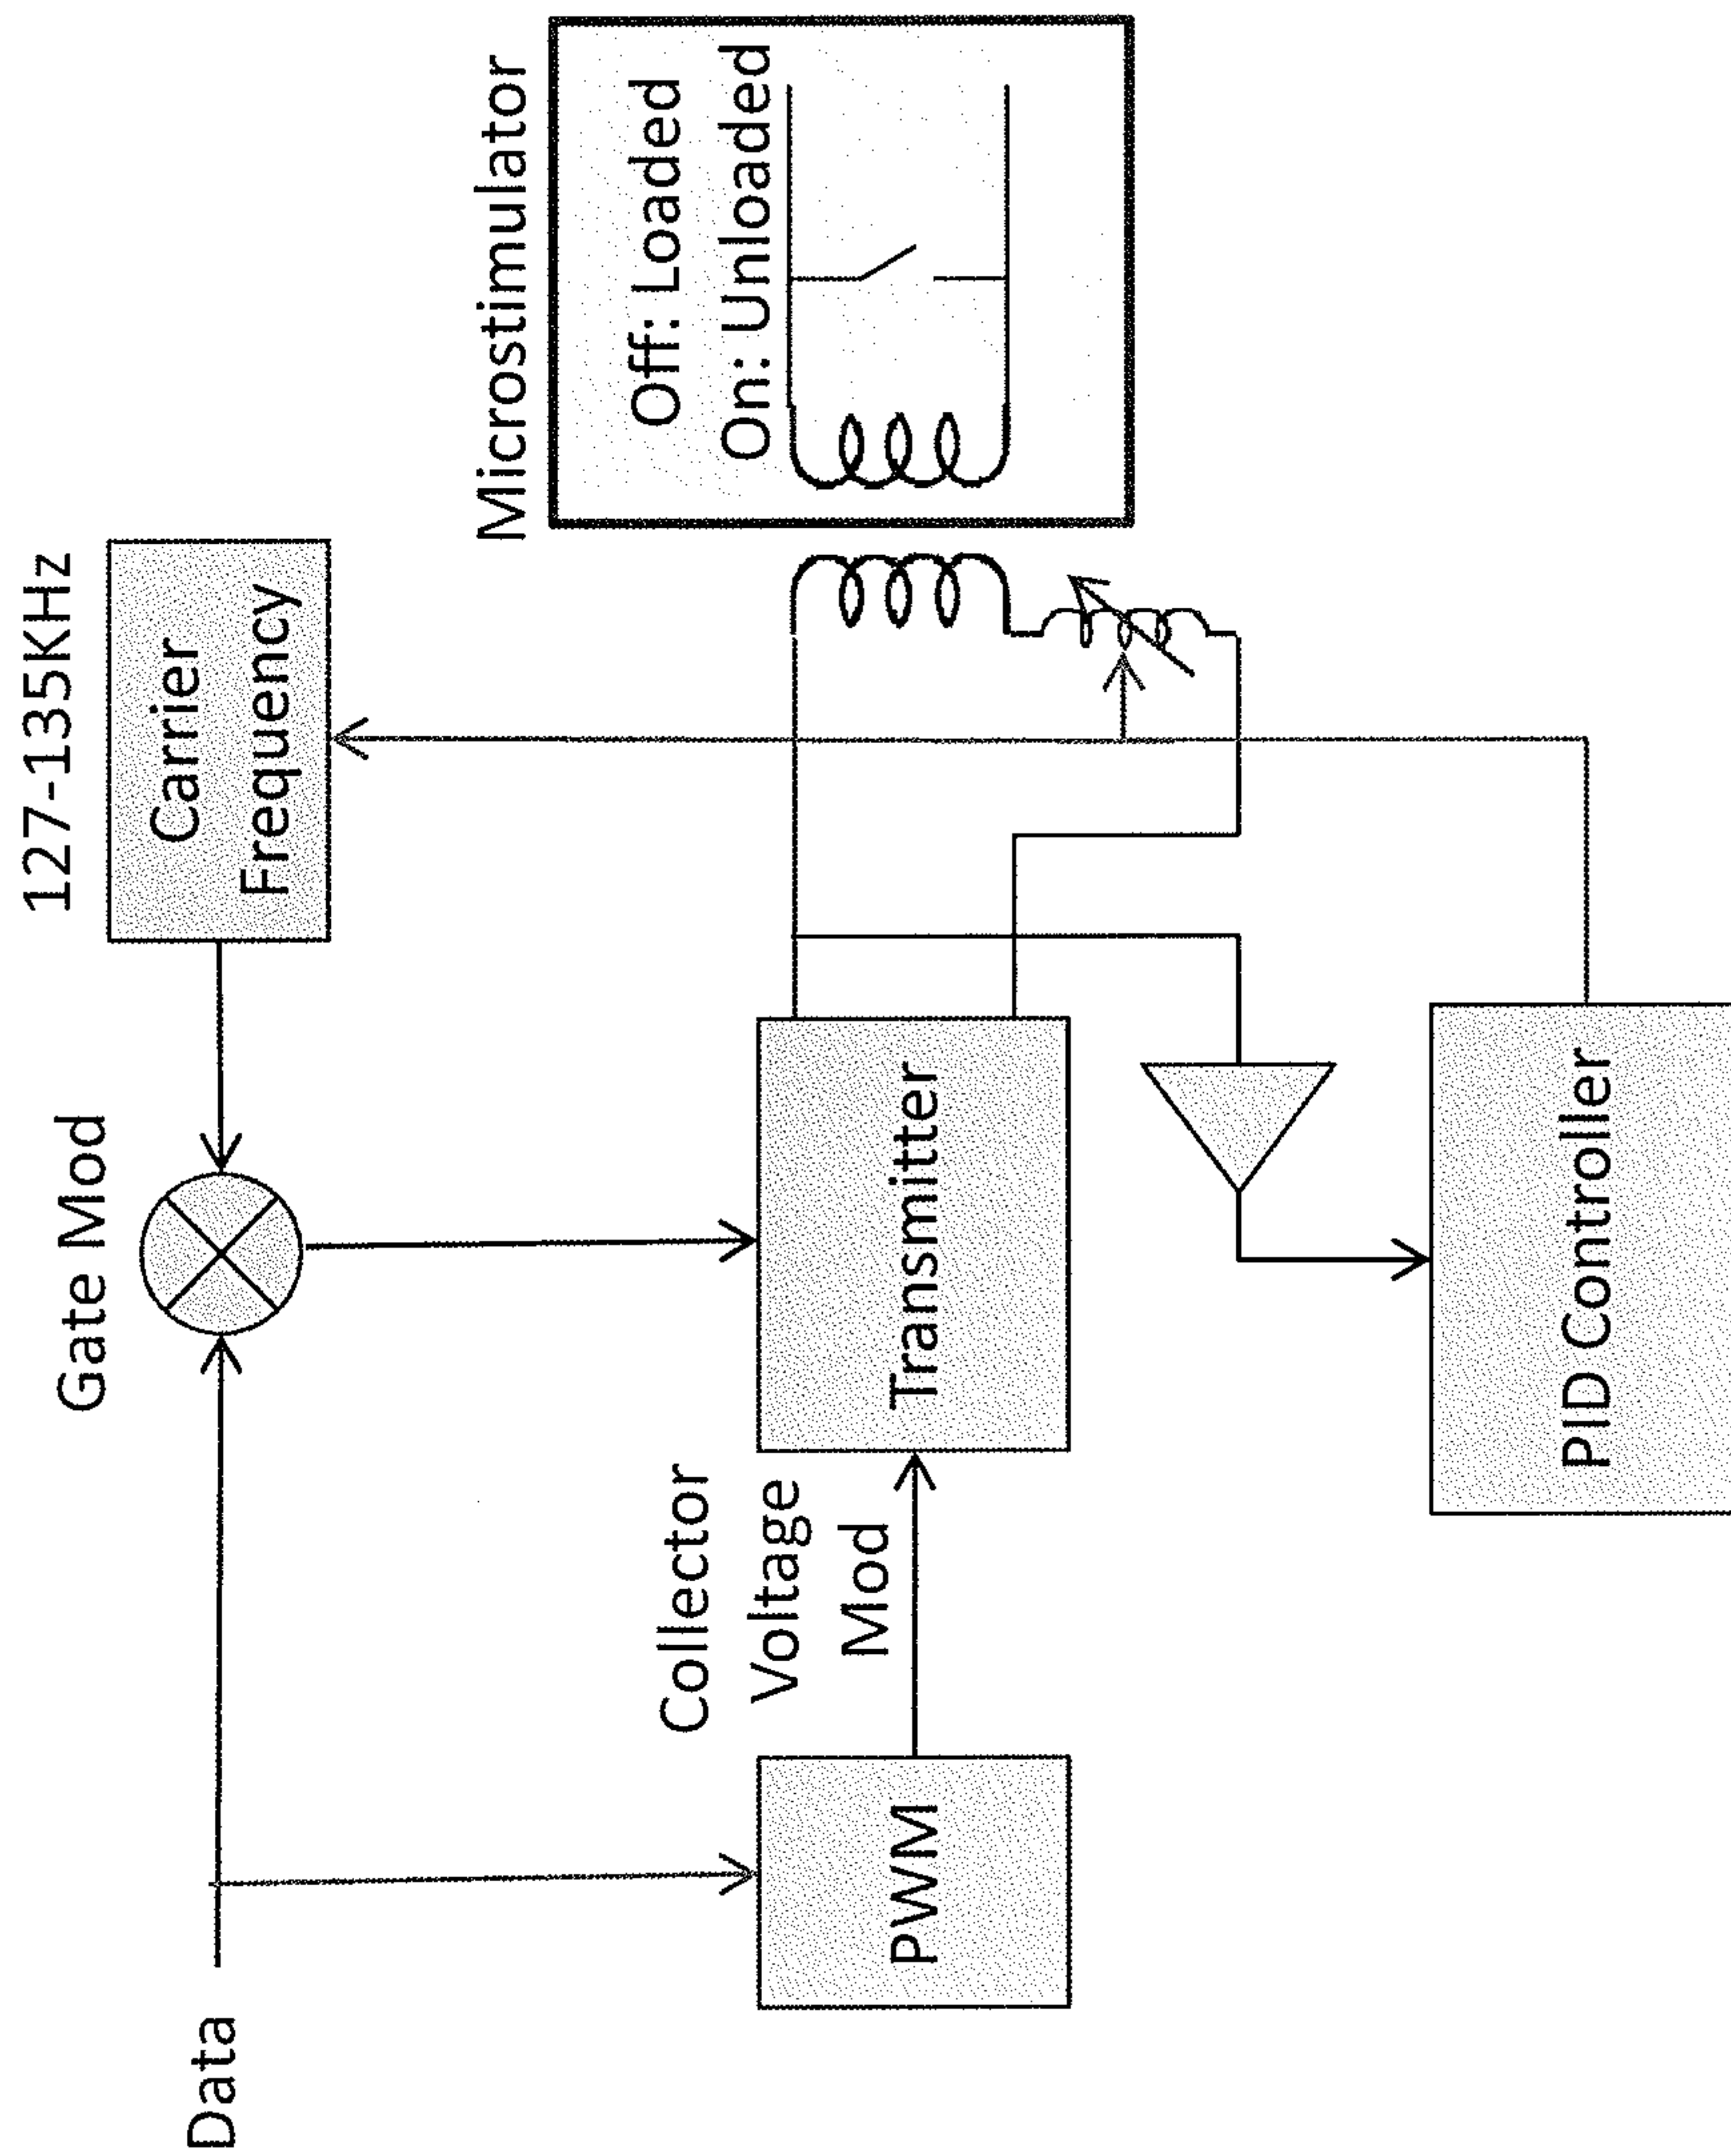 Data
Gate Mod
127-135KHz
Carrier
Frequency
Microstimulator
Off: Loaded
On: Unloaded
PWM
Collector
Voltage
Mod
Transmitter
PID Controller